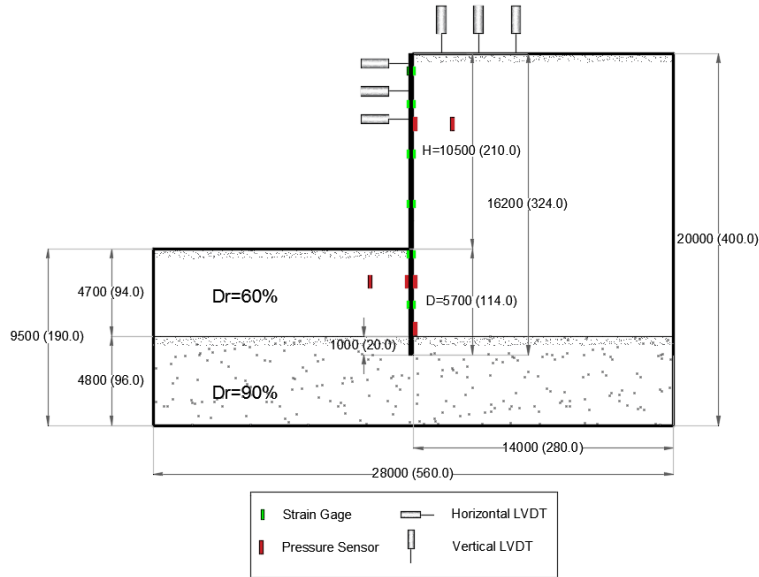 H=10500 (210.0)
16200 (324.0)
20000 (400.0)
4700 (94.0)
Dr=60%
D=5700 (114.0)
9500 (190.0)
1000 (20.0)
4800 (96.0)
Dr=90%
14000 (280.0)
28000 (560.0)
Strain Gage
Horizontal LVDT
Pressure Sensor
Vertical LVDT